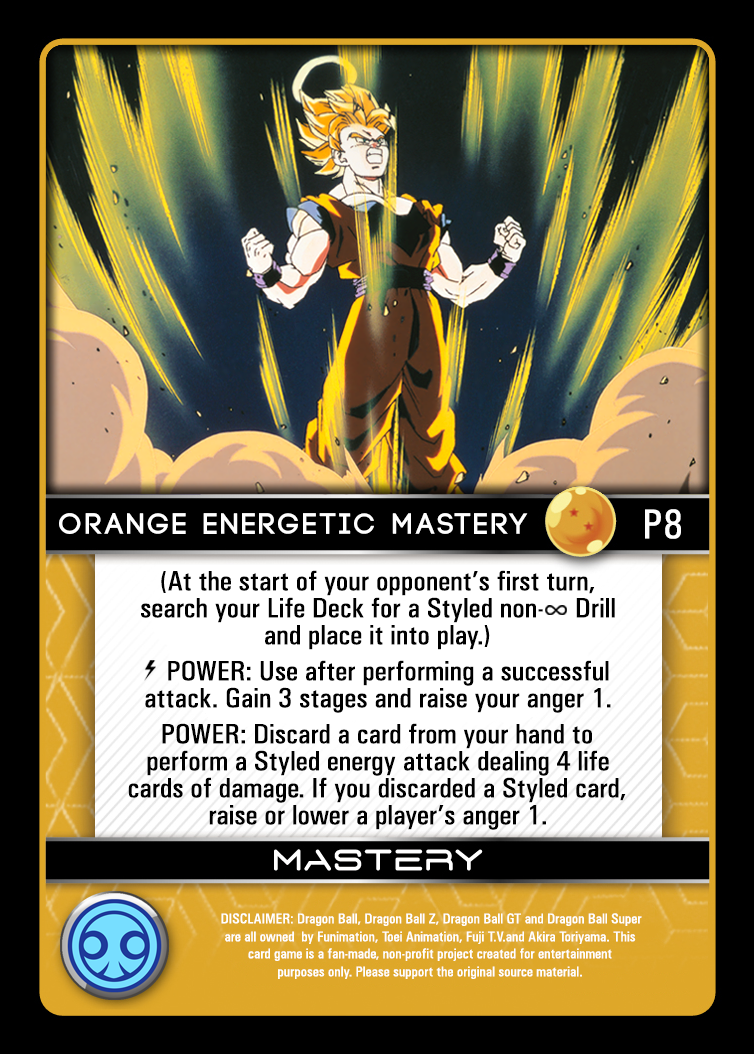 ORANGE ENERGETIC MASTERY P8
(At the start of your opponent's first turn,
search your Life Deck for a Styled non-∞ Drill
and place it into play.)
POWER: Use after performing a successful
attack. Gain 3 stages and raise your anger 1.
POWER: Discard a card from your hand to
perform a Styled energy attack dealing 4 life
cards of damage. If you discarded a Styled card,
raise or lower a player's anger 1.
MASTERY
DISCLAIMER: Dragon Ball, Dragon Ball Z, Dragon Ball GT and Dragon Ball Super
are all owned by Funimation, Toei Animation, Fuji T.V.and Akira Toriyama. This
card game is a fan-made, non-profit project created for entertainment
purposes only. Please support the original source material.